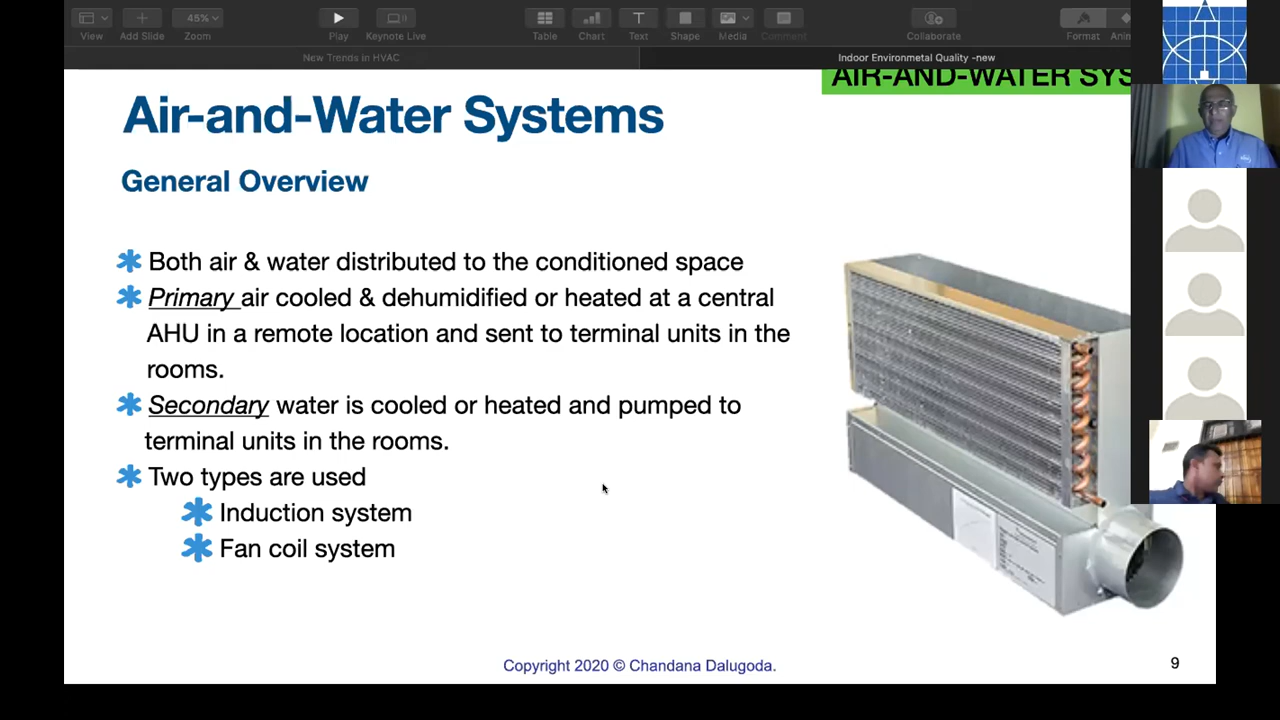 45%
View
Add Slide
Zoom
Play
Keynote Live
Table
Chart
Text
Shape
Media
Comment
Collaborate
Format
Anim
New Trends in HVAC
Indoor Environmetal Quality -new
AIR-AND-WATER SYS
Air-and-Water Systems
General Overview
Both air & water distributed to the conditioned space
Primary air cooled & dehumidified or heated at a central
AHU in a remote location and sent to terminal units in the
rooms.
Secondary water is cooled or heated and pumped to
terminal units in the rooms.
Two types are used
Induction system
Fan coil system
Copyright 2020 © Chandana Dalugoda.
9